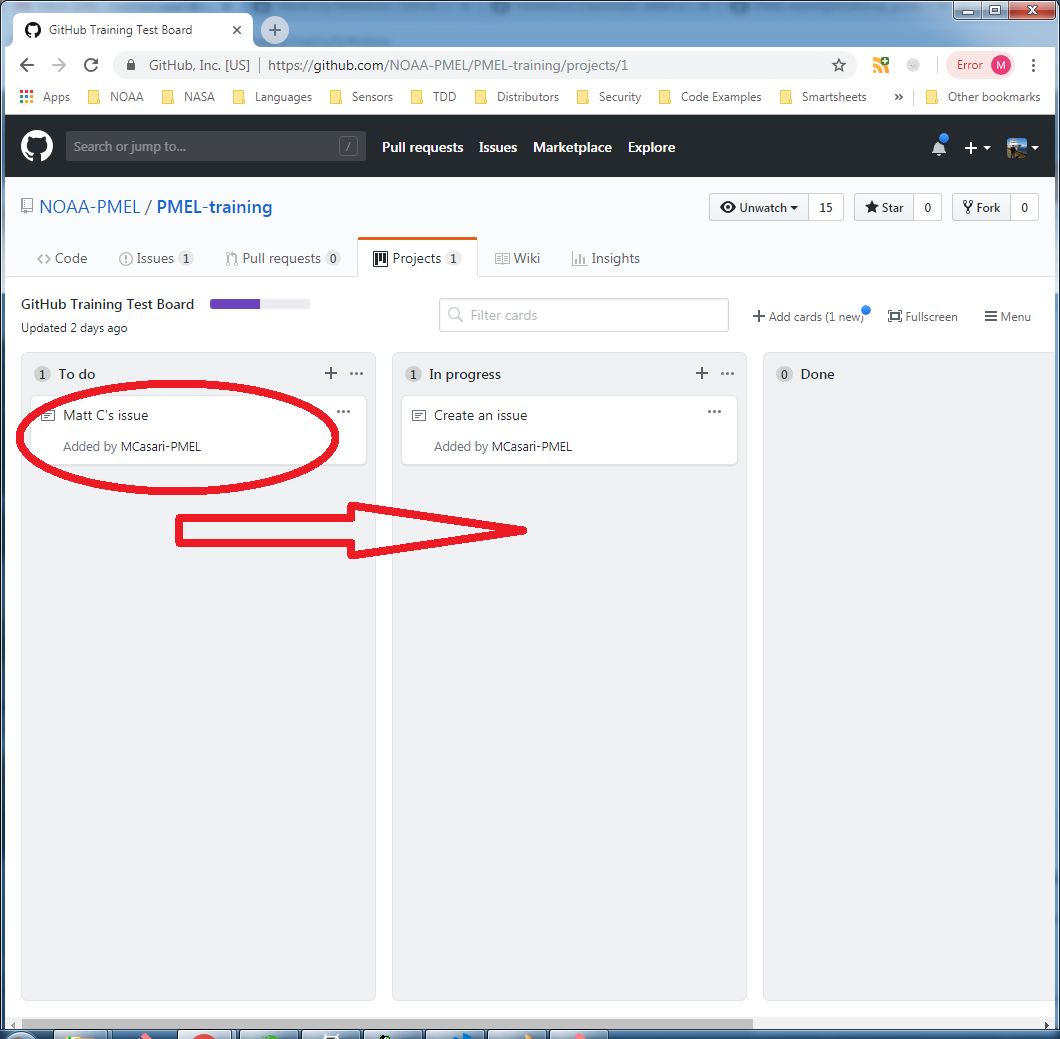 GitHub Training Test Board
GitHub, Inc. [US] https://github.com/NOAA-PMEL/PMEL-training/projects/1 Error M
Apps NOAA NASA Languages Sensors TDD Distributors Security Code Examples Smartsheets » Other bookmarks
Search or jump to... / Pull requests Issues Marketplace Explore
NOAA-PMEL / PMEL-training Unwatch 15 Star 0 Fork 0
Code Issues 1 Pull requests 0 Projects 1 Wiki Insights
GitHub Training Test Board
Updated 2 days ago
Filter cards
Add cards (1 new) Fullscreen Menu
1 To do
Matt C's issue
Added by MCasari-PMEL
1 In progress
Create an issue
Added by MCasari-PMEL
0 Done